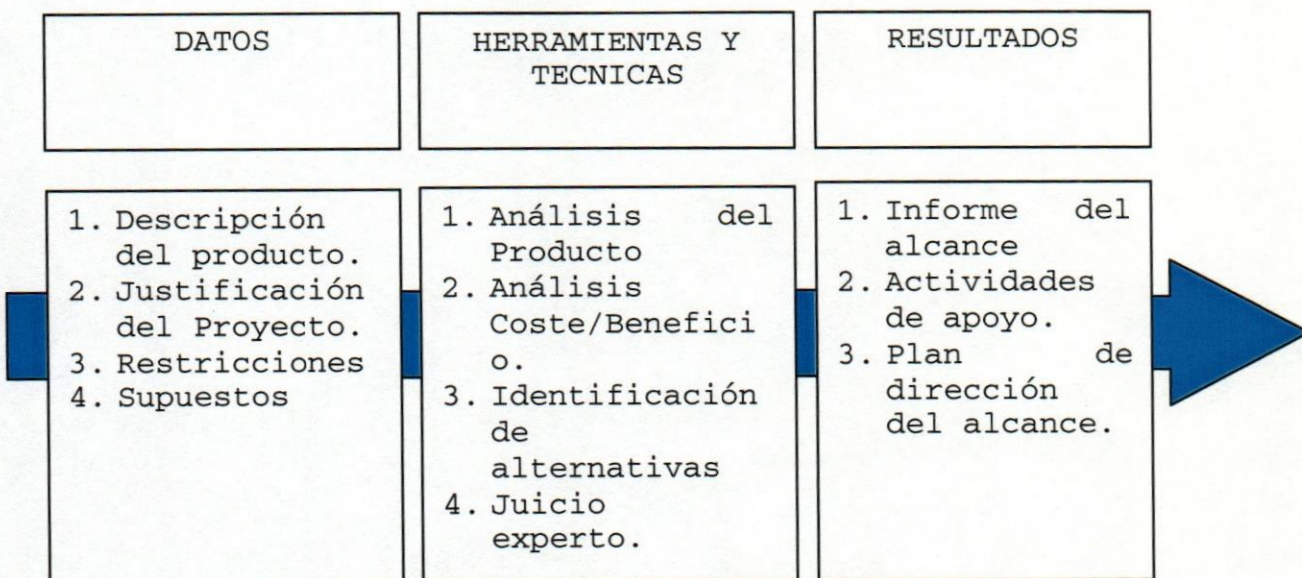 DATOS
HERRAMIENTAS Y
TECNICAS
RESULTADOS
1. Descripción
del producto.
2. Justificación
del Proyecto.
3. Restricciones
4. Supuestos
1. Análisis del
Producto
2. Análisis
Coste/Benefici
o.
3. Identificación
de
alternativas
4. Juicio
experto.
1. Informe del
alcance
2. Actividades
de apoyo.
3. Plan de
dirección
del alcance.